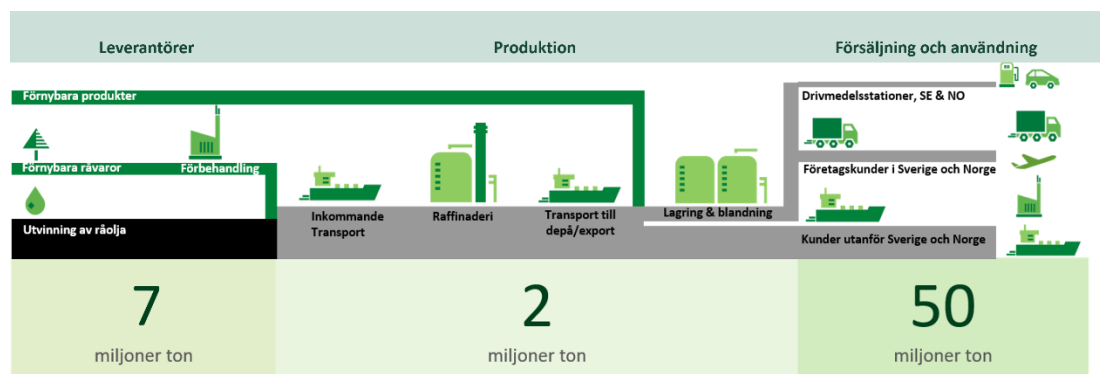 Leverantörer
Produktion
Försäljning och användning
Förnybara produkter
Drivmedelsstationer, SE & NO
Förnybara råvaror
Förbehandling
Företagskunder i Sverige och Norge
Inkommande
Transport
Raffinaderi
Transport till
depå/export
Lagring & blandning
Utvinning av råolja
Kunder utanför Sverige och Norge
7
miljoner ton
2
miljoner ton
50
miljoner ton